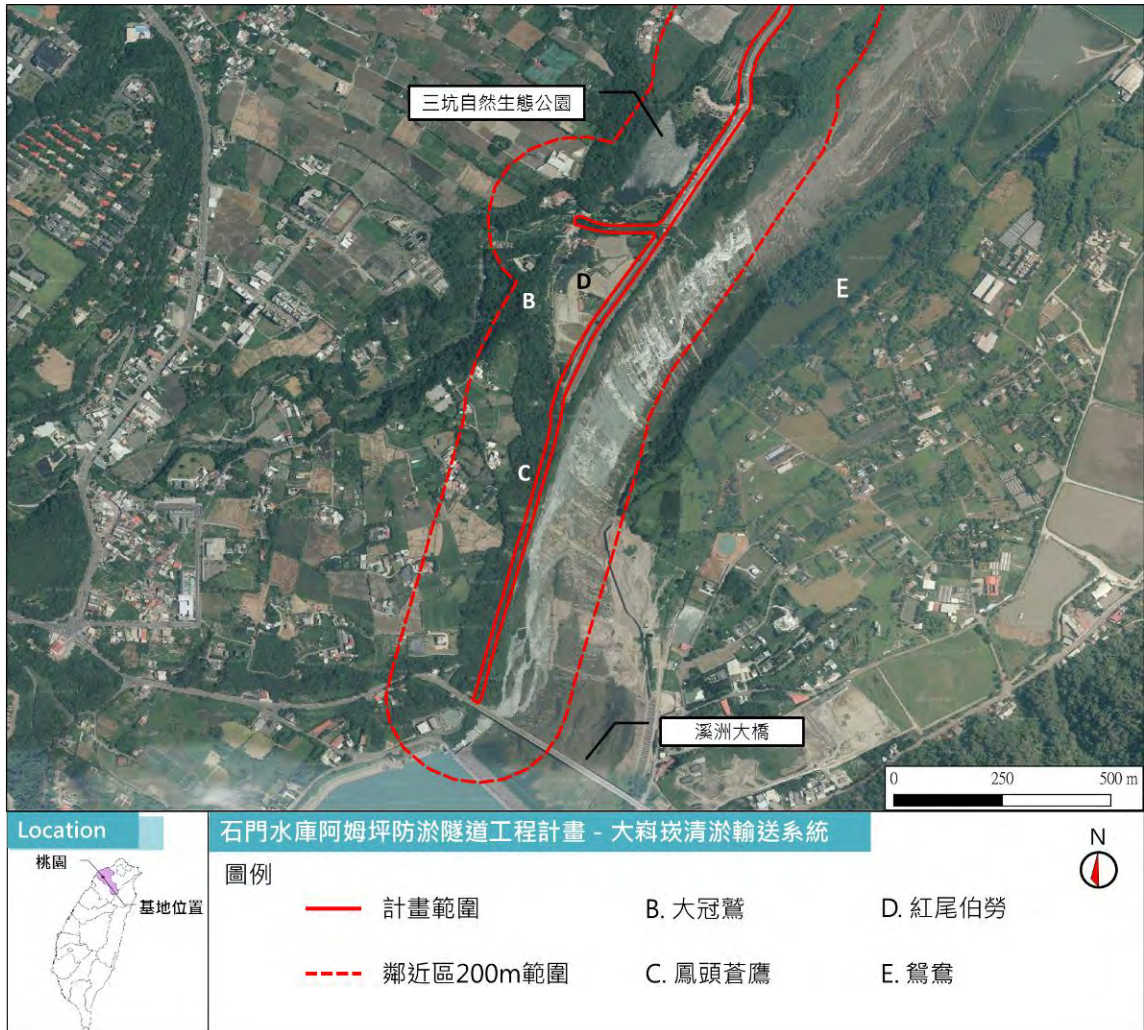 三坑自然生態公園
B
D
E
C
溪洲大橋
0 250 500 m
Location
桃園
基地位置
石門水庫阿姆坪防淤隧道工程計畫 - 大嵙崁清淤輸送系統
N
圖例
計畫範圍
B. 大冠鷲
D. 紅尾伯勞
鄰近區200m範圍
C. 鳳頭蒼鷹
E. 鴛鴦